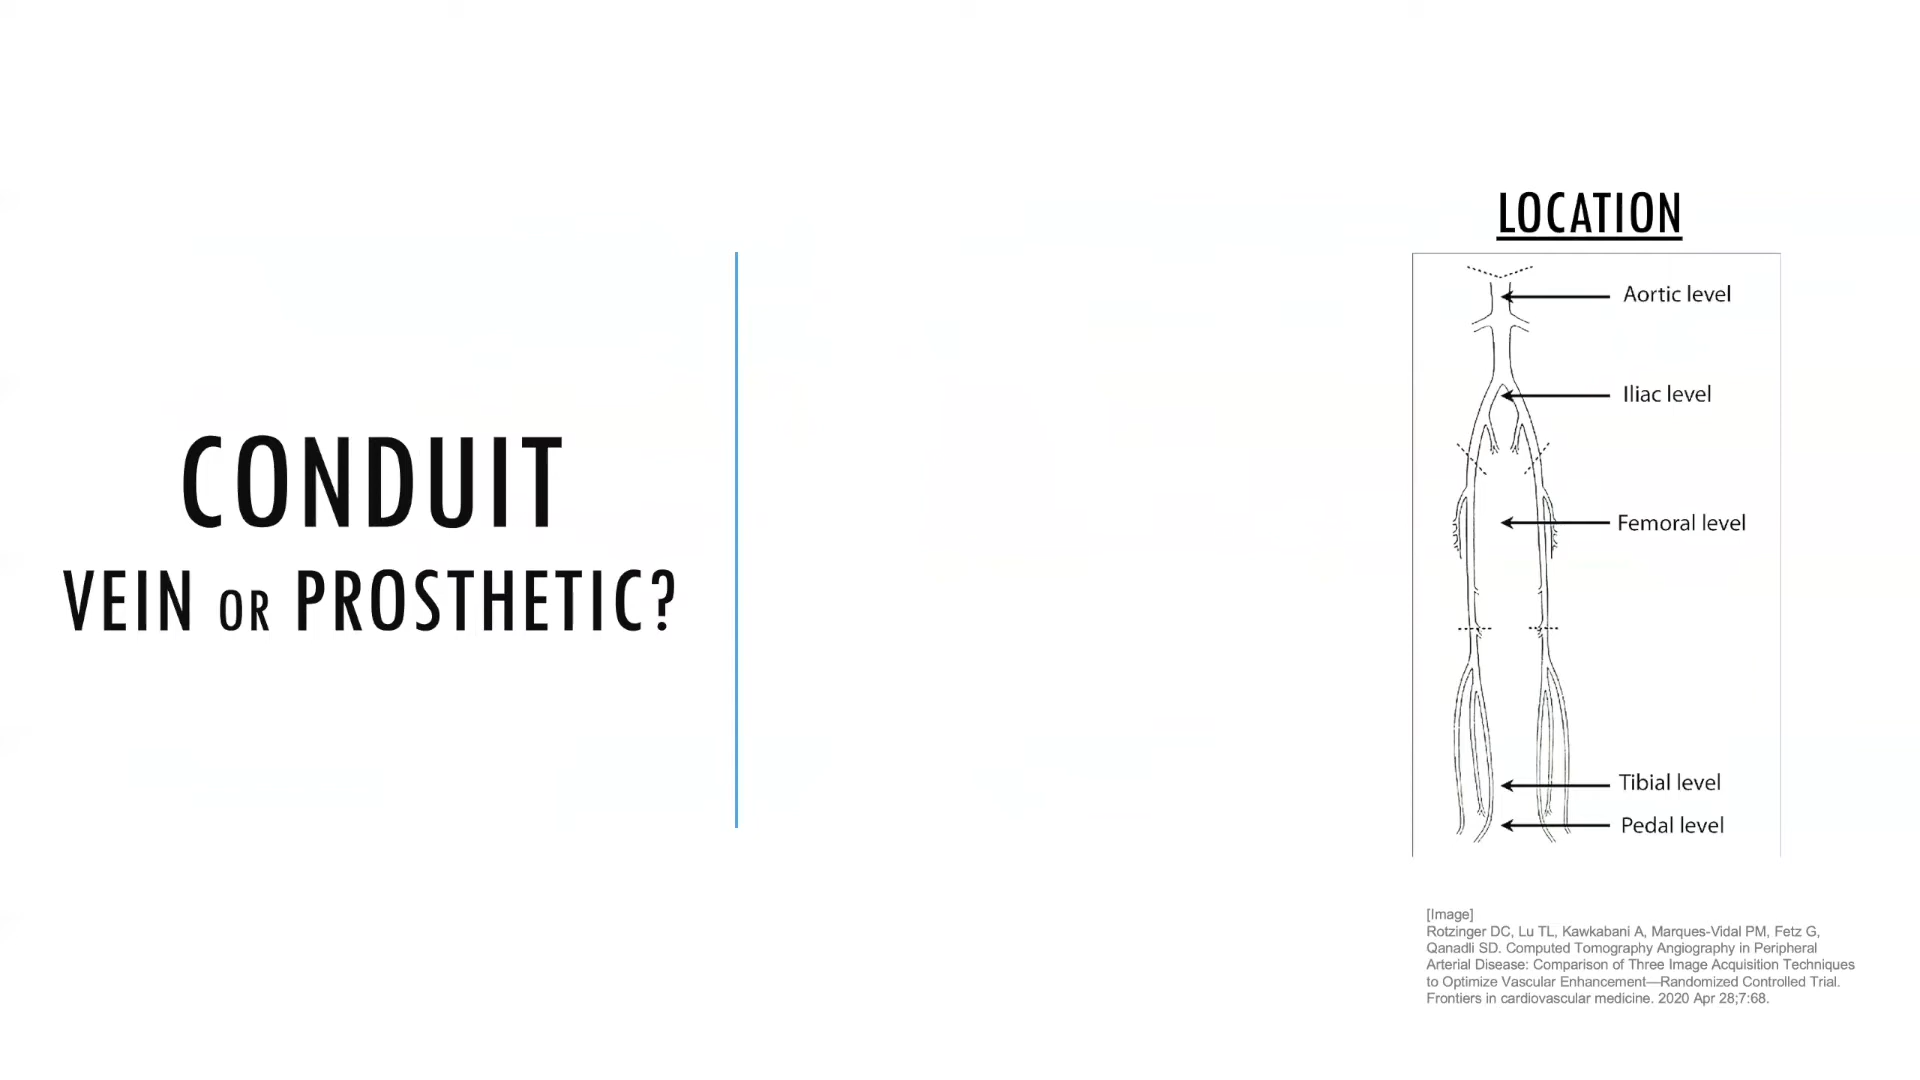 CONDUIT
VEIN OR PROSTHETIC?
LOCATION
Aortic level
Iliac level
Femoral level
Tibial level
Pedal level
[Image]
Rotzinger DC, Lu TL, Kawkabani A, Marques-Vidal PM, Fetz G,
Qanadli SD. Computed Tomography Angiography in Peripheral
Arterial Disease: Comparison of Three Image Acquisition Techniques
to Optimize Vascular Enhancement—Randomized Controlled Trial.
Frontiers in cardiovascular medicine. 2020 Apr 28;7:68.